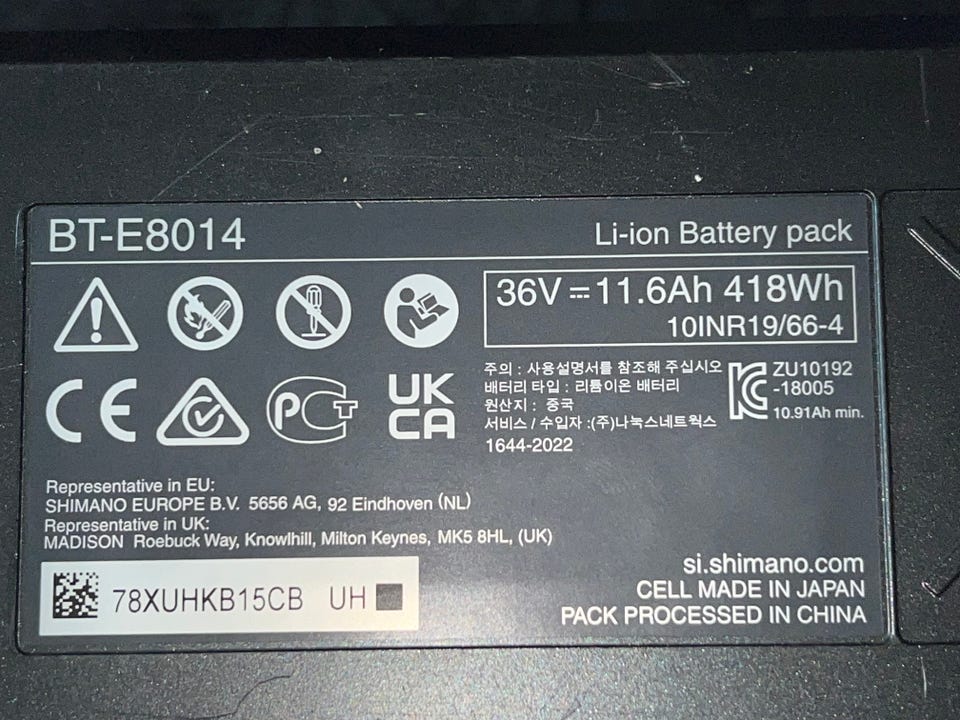 BT-E8014
Li-ion Battery pack
36V ⎓ 11.6Ah 418Wh
10INR19/66-4
CE
PCT
UK
CA
주의 : 사용설명서를 참조해 주십시오
배터리 타입 : 리튬이온 배터리
원산지 : 중국
서비스 / 수입자 :(주)나눅스네트웍스
1644-2022
KC
ZU10192
-18005
10.91Ah min.
Representative in EU:
SHIMANO EUROPE B.V. 5656 AG, 92 Eindhoven (NL)
Representative in UK:
MADISON Roebuck Way, Knowlhill, Milton Keynes, MK5 8HL, (UK)
78XUHKB15CB UH
si.shimano.com
CELL MADE IN JAPAN
PACK PROCESSED IN CHINA